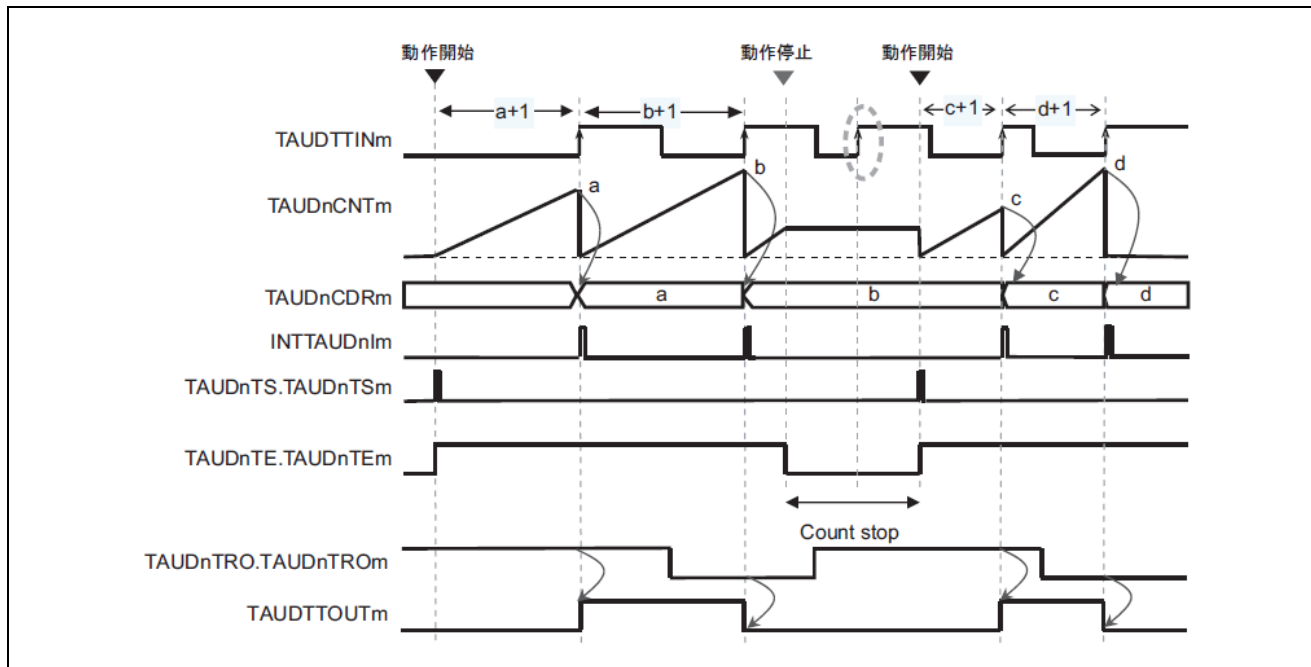 動作開始 動作停止 動作開始
a+1 b+1 c+1 d+1
TAUDTTINm
a b c d
TAUDnCNTm
TAUDnCDRm a b c d
INTTAUDnIm
TAUDnTS.TAUDnTSm
TAUDnTE.TAUDnTEm
Count stop
TAUDnTRO.TAUDnTROm
TAUDTTOUTm